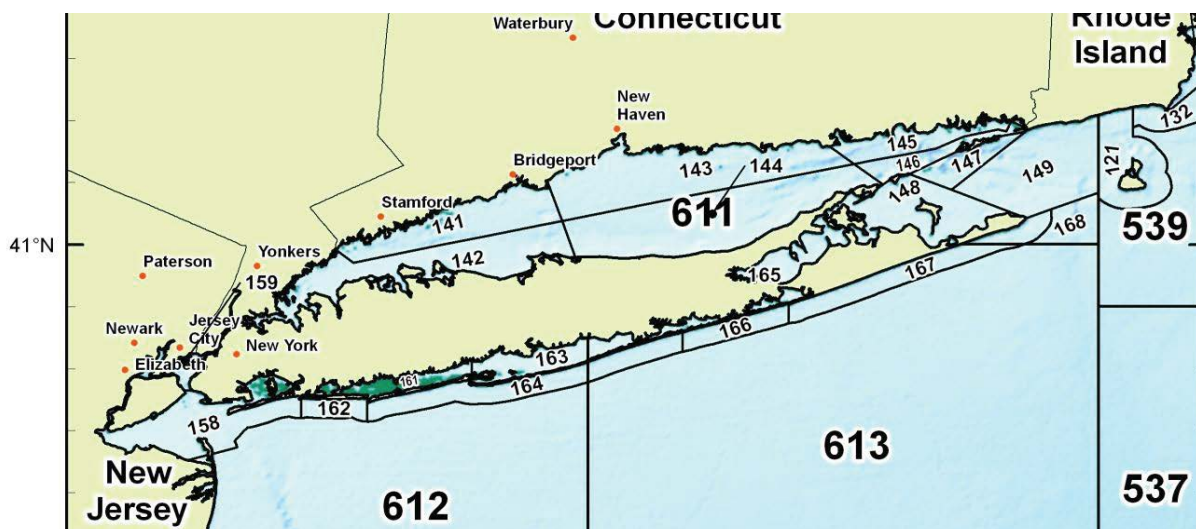 Waterbury
Connecticut
Rhode
Island
New
Haven
132
145
143
144
146
147
121
Bridgeport
149
148
Stamford
141
611
168
539
41°N
Yonkers
142
Paterson
159
165
167
Jersey
City
Newark
166
New York
163
Elizabeth
161
164
162
158
613
New
Jersey
612
537